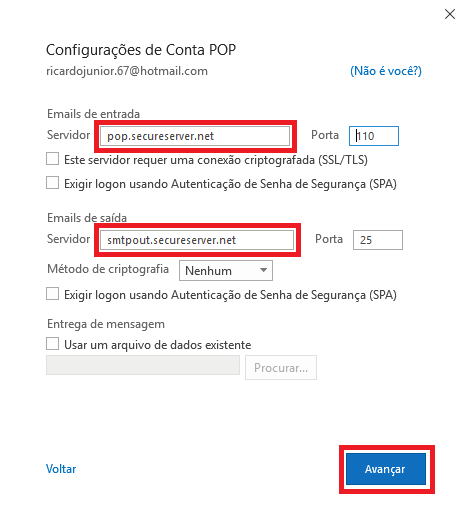 Configurações de Conta POP
ricardojunior.67@hotmail.com (Não é você?)
Emails de entrada
Servidor pop.secureserver.net Porta 110
Este servidor requer uma conexão criptografada (SSL/TLS)
Exigir logon usando Autenticação de Senha de Segurança (SPA)
Emails de saída
Servidor smtpout.secureserver.net Porta 25
Método de criptografia Nenhum
Exigir logon usando Autenticação de Senha de Segurança (SPA)
Entrega de mensagem
Usar um arquivo de dados existente
Procurar...
Voltar Avançar